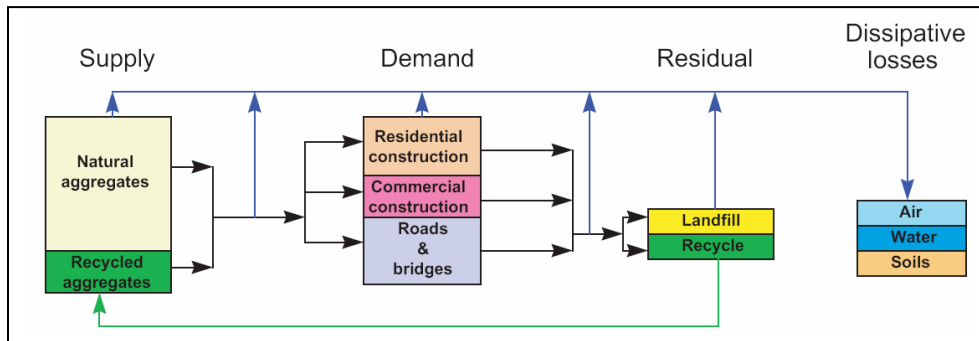 Supply
Demand
Residual
Dissipative
losses
Natural
aggregates
Recycled
aggregates
Residential
construction
Commercial
construction
Roads
&
bridges
Landfill
Recycle
Air
Water
Soils